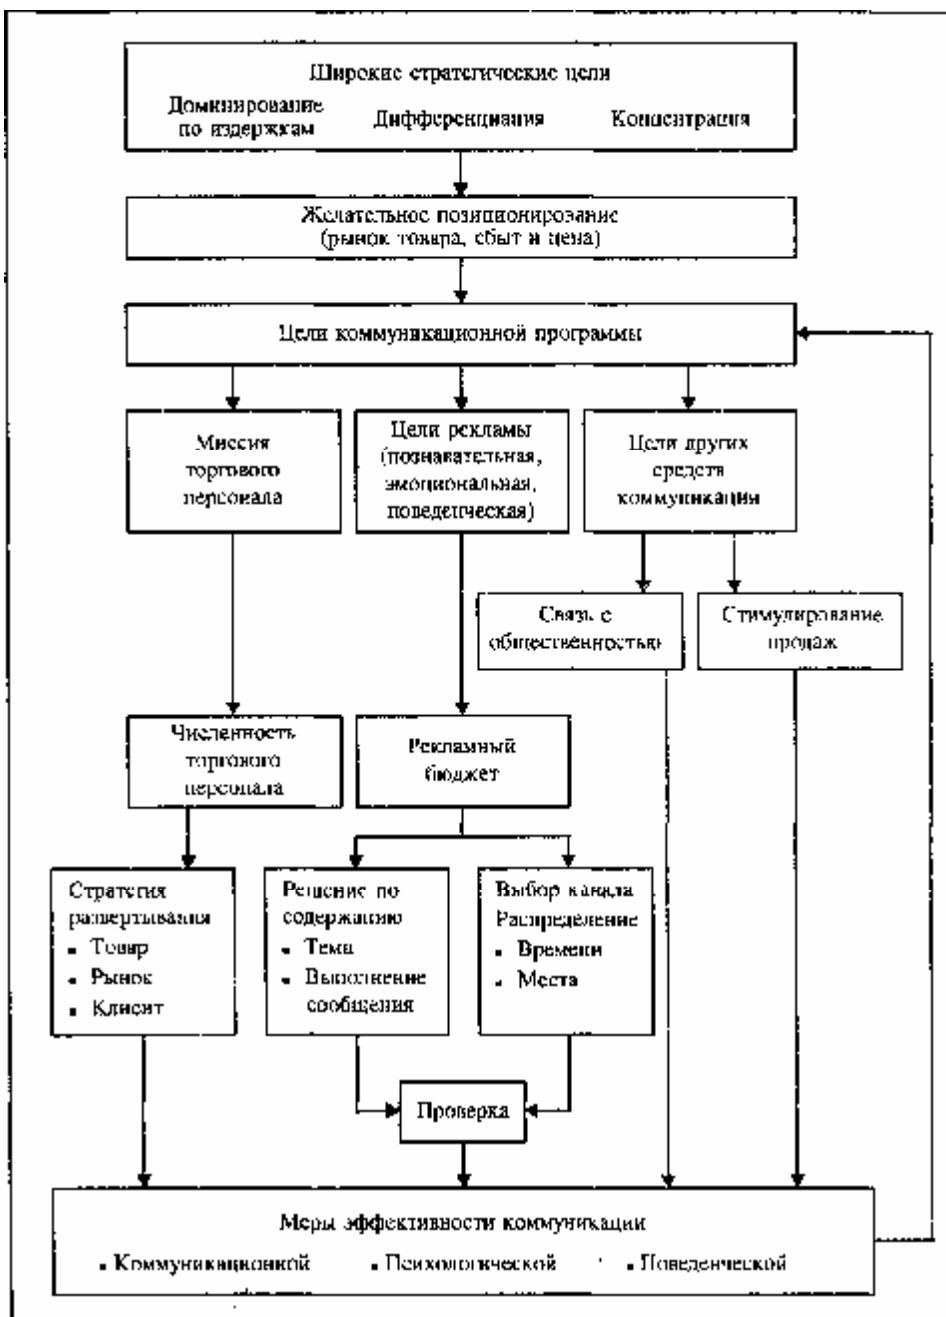 Широкие стратегические цели
Доминирование
по издержкам
Дифференциация
Концентрация
Желательное позиционирование
(рынок товара, сбыт и цена)
Цели коммуникационной программы
Миссия
торгового
персонала
Цели рекламы
(познавательная,
эмоциональная,
поведенческая)
Цели других
средств
коммуникация
Связь с
общественностью
Стимулирование
продаж
Численность
торгового
персонала
Рекламный
бюджет
Стратегия
развертывания
▪ Товар
▪ Рынок
▪ Клиент
Решение по
содержанию
▪ Тема
▪ Выполнение
сообщения
Выбор канала
Распределение
▪ Времени
▪ Места
Проверка
Меры эффективности коммуникации
▪ Коммуникационной
▪ Психологической
▪ Поведенческой